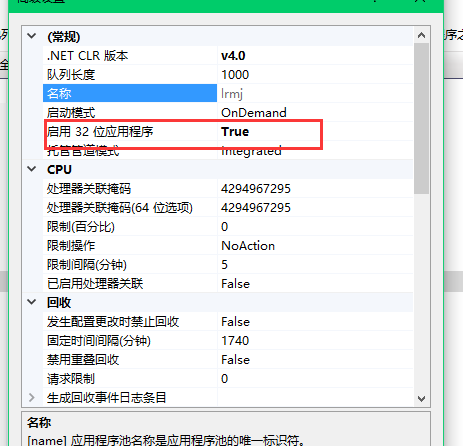 高级设置
(常规)
.NET CLR 版本 v4.0
队列长度 1000
名称 lrmj
启动模式 OnDemand
启用 32 位应用程序 True
托管管道模式 Integrated
CPU
处理器关联掩码 4294967295
处理器关联掩码(64 位选项) 4294967295
限制(百分比) 0
限制操作 NoAction
限制间隔(分钟) 5
已启用处理器关联 False
回收
发生配置更改时禁止回收 False
固定时间间隔(分钟) 1740
禁用重叠回收 False
请求限制 0
生成回收事件日志条目
名称
[name] 应用程序池名称是应用程序池的唯一标识符。